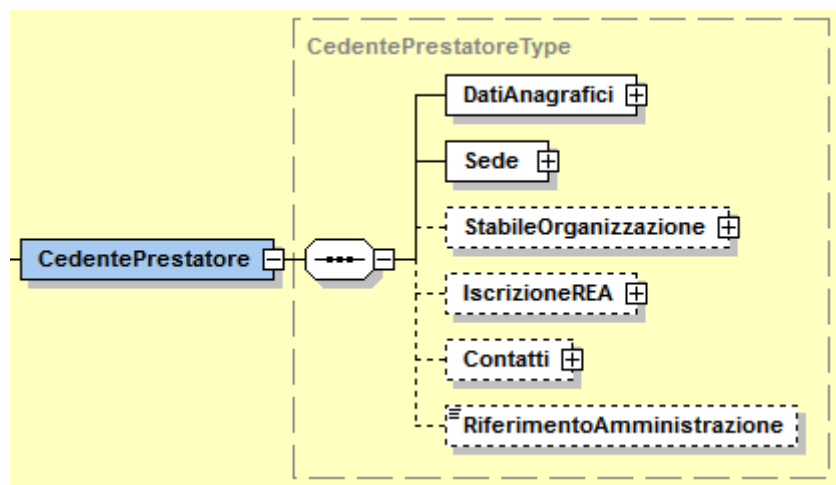 CedentePrestatoreType
DatiAnagrafici
Sede
StabileOrganizzazione
CedentePrestatore
IscrizioneREA
Contatti
RiferimentoAmministrazione